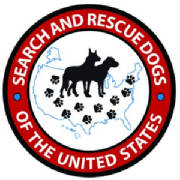 SEARCH AND RESCUE DOGS
OF THE UNITED STATES